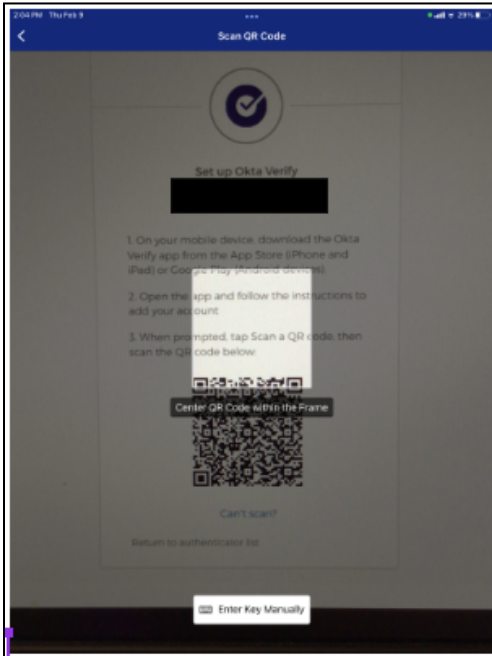 2:04 PM Thu Feb 9
29%
Scan QR Code
Set up Okta Verify
1. On your mobile device, download the Okta
Verify app from the App Store (iPhone and
iPad) or Google Play (Android devices).
2. Open the app and follow the instructions to
add your account
3. When prompted, tap Scan a QR code, then
scan the QR code below:
Center QR Code within the Frame
Can't scan?
Return to authenticator list
Enter Key Manually